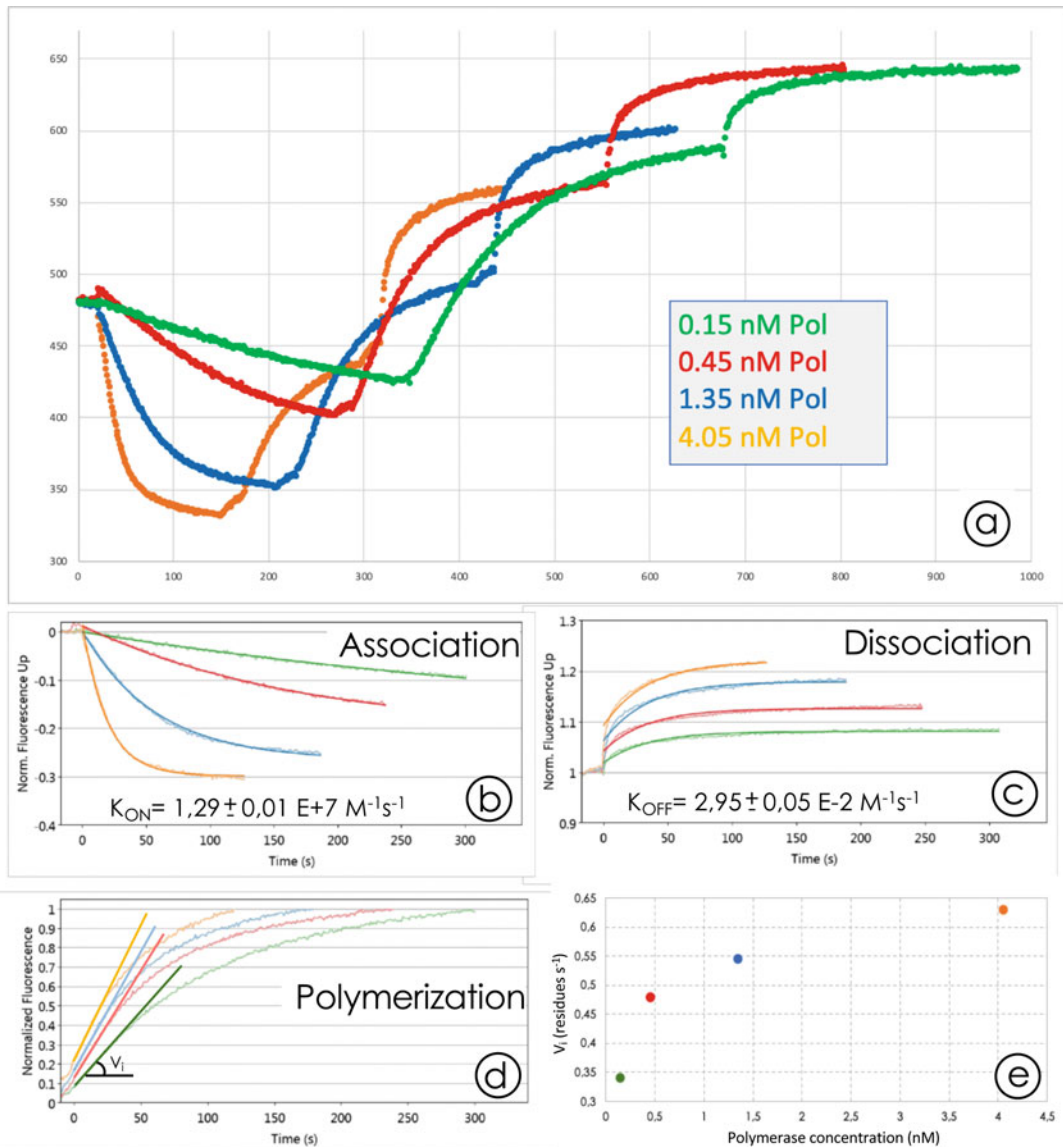 650
600
550
500
450
400
350
300
0 100 200 300 400 500 600 700 800 900 1000
0.15 nM Pol
0.45 nM Pol
1.35 nM Pol
4.05 nM Pol
a
Association
Norm. Fluorescence Up
0
-0.1
-0.2
-0.3
-0.4
K_ON= 1,29 ± 0,01 E+7 M⁻¹s⁻¹
b
0 50 100 150 200 250 300
Time (s)
Dissociation
Norm. Fluorescence Up
1.3
1.2
1.1
1
0.9
K_OFF= 2,95 ± 0,05 E-2 M⁻¹s⁻¹
c
0 50 100 150 200 250 300
Time (s)
Polymerization
Normalized Fluorescence
1
0.9
0.8
0.7
0.6
0.5
0.4
0.3
0.2
0.1
0
V_i
d
0 50 100 150 200 250 300
Time (s)
V_i (residues s⁻¹)
0,65
0,6
0,55
0,5
0,45
0,4
0,35
0,3
e
0 0,5 1 1,5 2 2,5 3 3,5 4 4,5
Polymerase concentration (nM)